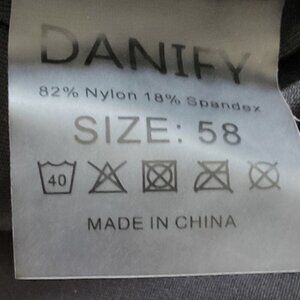 DANIFY
82% Nylon 18% Spandex
SIZE: 58
40
MADE IN CHINA